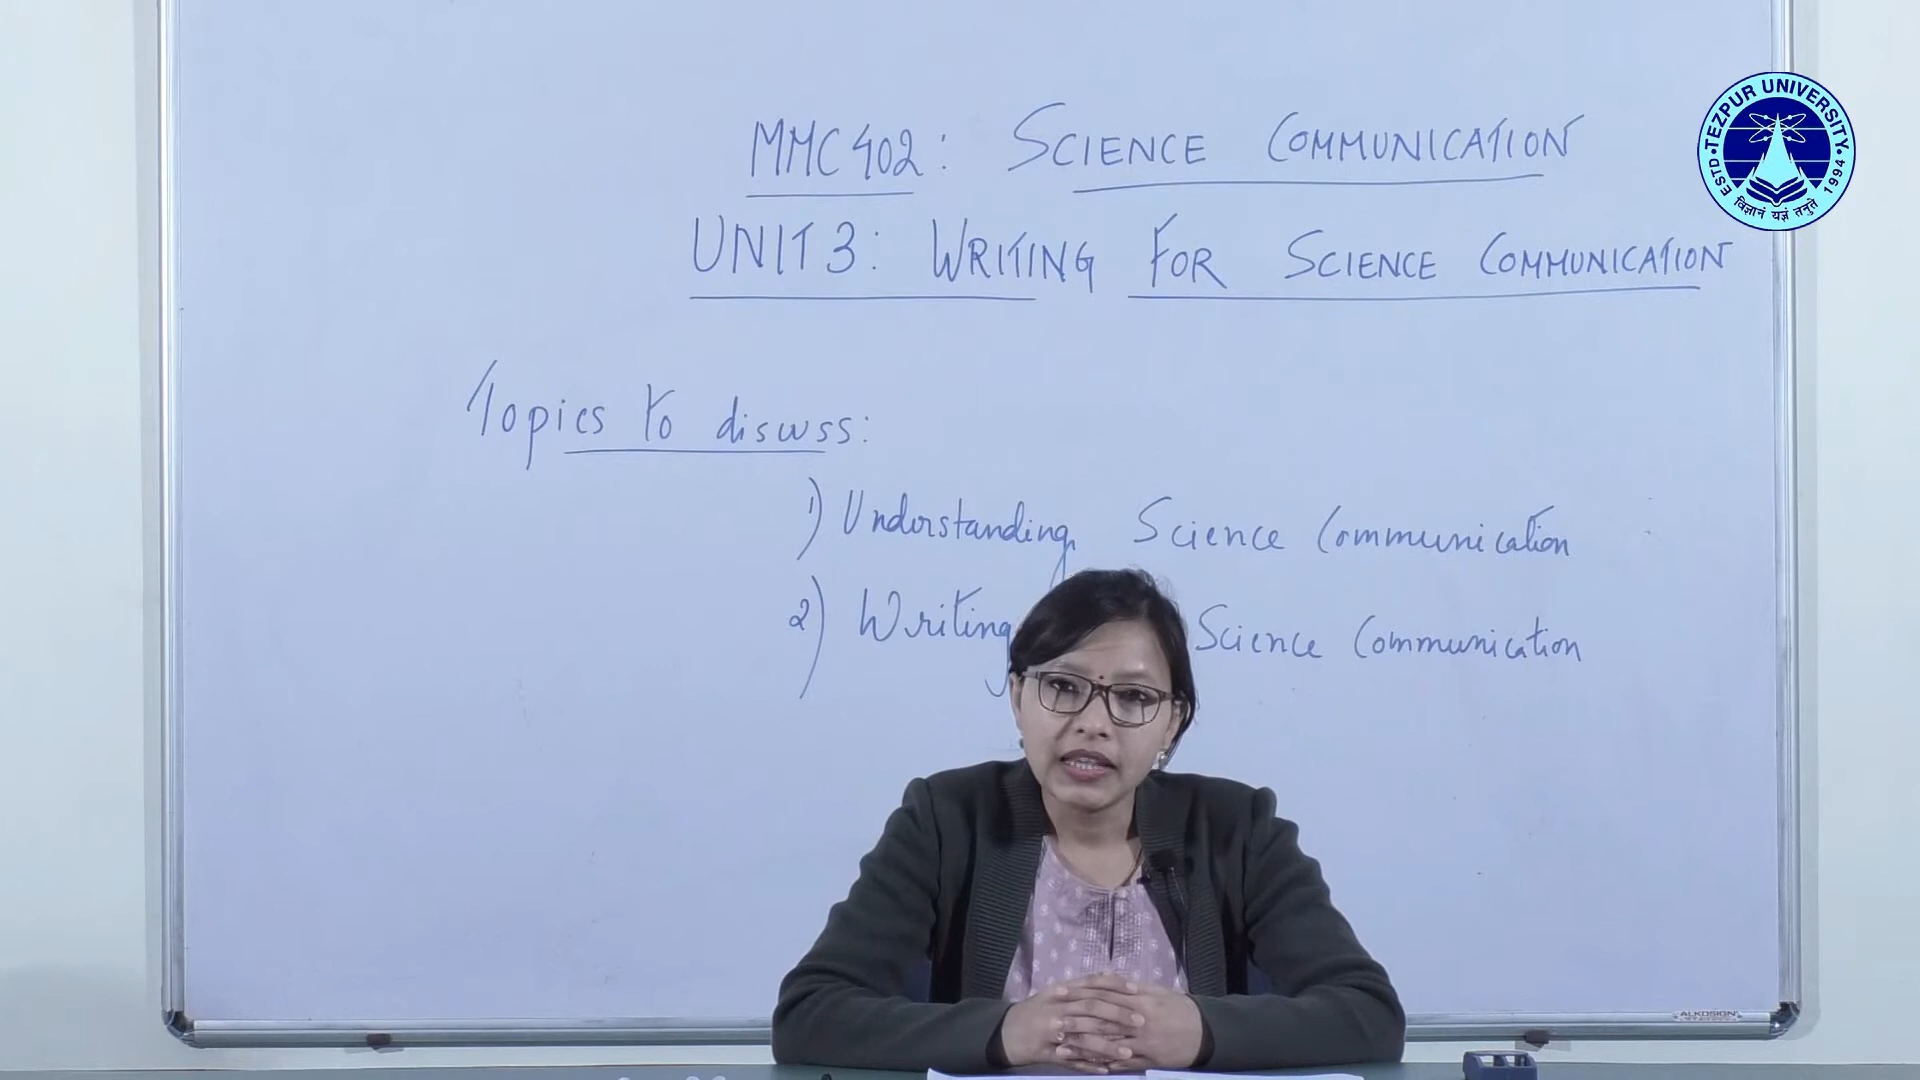 MMC 402: SCIENCE COMMUNICATION
UNIT 3: WRITING FOR SCIENCE COMMUNICATION
Topics to discuss:
1) Understanding Science Communication
2) Writing Science Communication
TEZPUR UNIVERSITY
ESTD 1994
विज्ञानं यज्ञं तनुते
ALKOSIGN